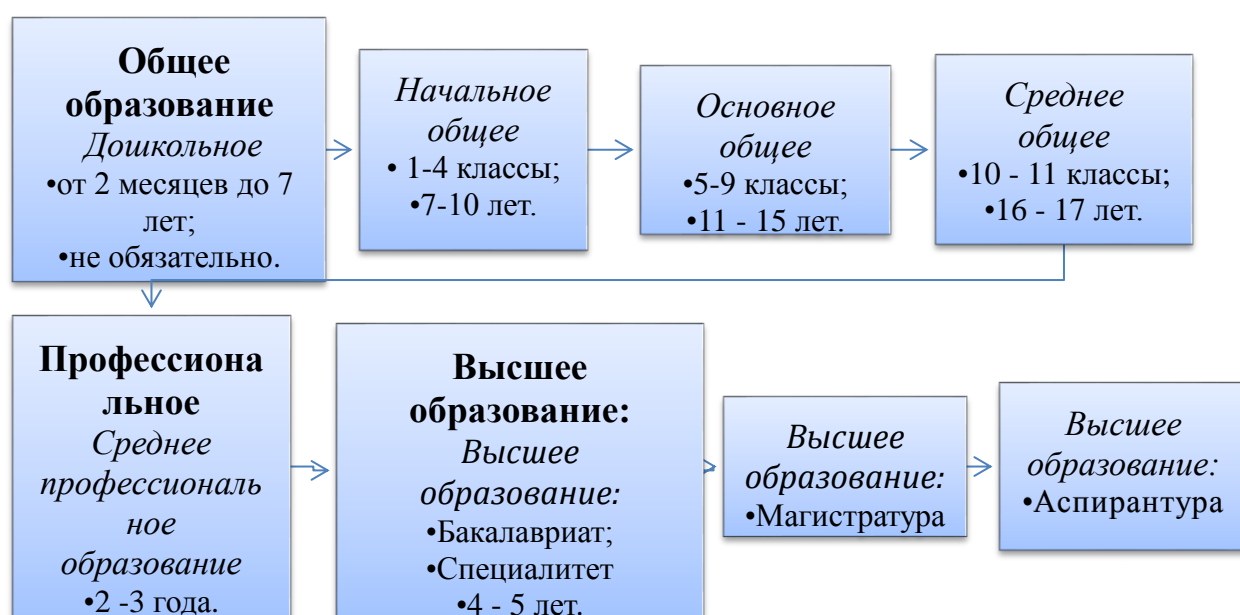 Общее
образование
Дошкольное
•от 2 месяцев до 7
лет;
•не обязательно.
Начальное
общее
• 1-4 классы;
•7-10 лет.
Основное
общее
•5-9 классы;
•11 - 15 лет.
Среднее
общее
•10 - 11 классы;
•16 - 17 лет.
Профессиона
льное
Среднее
профессиональ
ное
образование
•2 -3 года.
Высшее
образование:
Высшее
образование:
•Бакалавриат;
•Специалитет
•4 - 5 лет.
Высшее
образование:
•Магистратура
Высшее
образование:
•Аспирантура